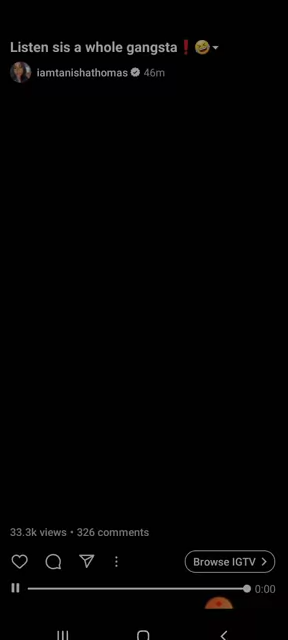 Listen sis a whole gangsta❗🤣
iamtanishathomas 46m
33.3k views • 326 comments
Browse IGTV
0:00